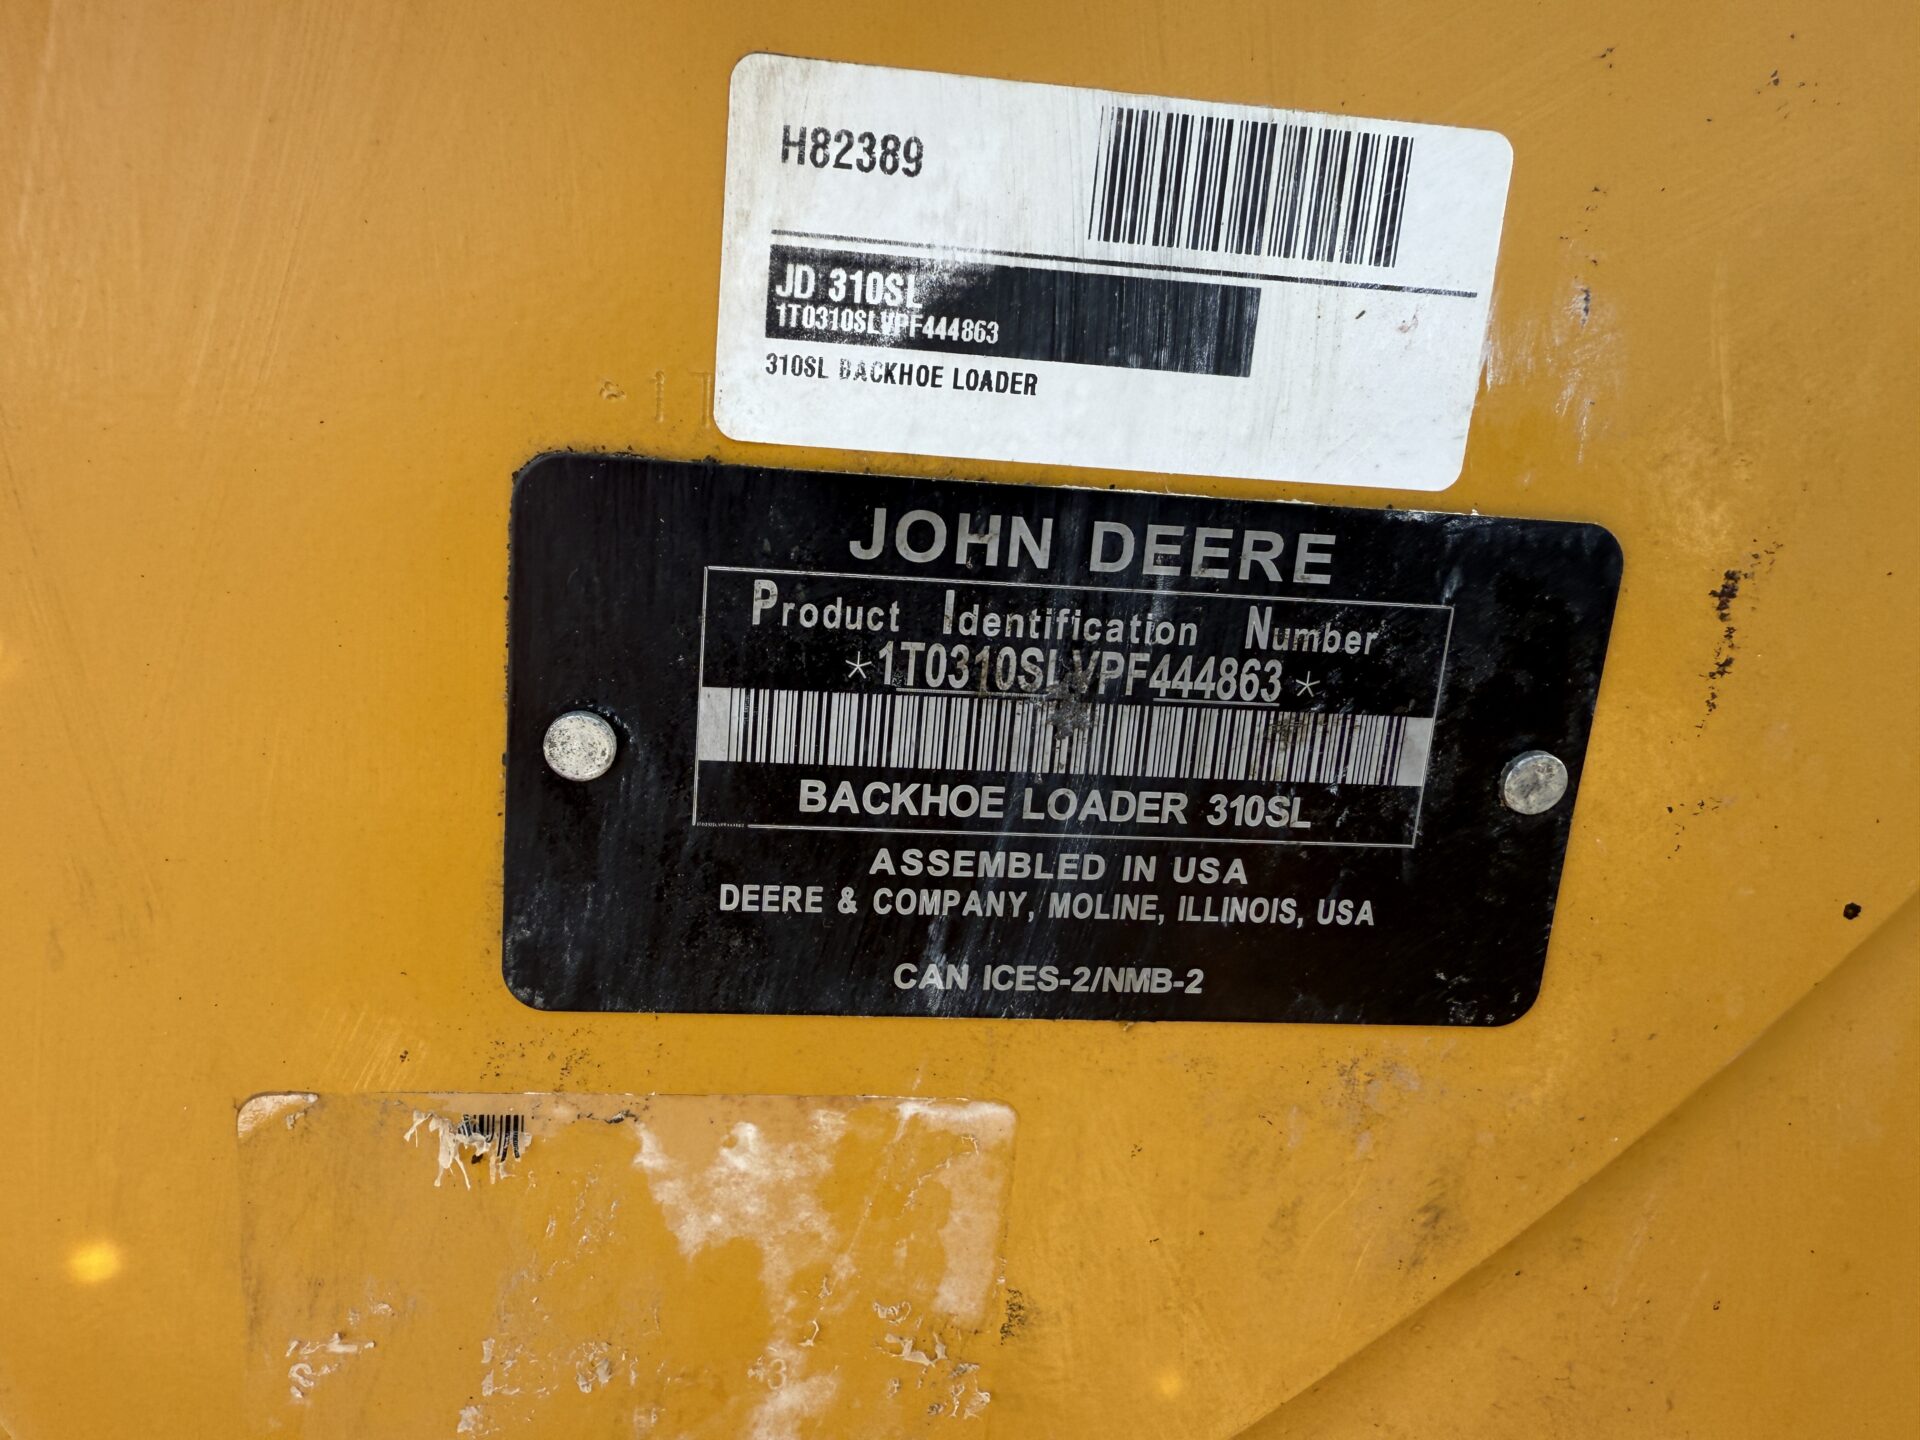 H82389
JD 310SL
1T0310SLVPF444863
310SL BACKHOE LOADER
1T
JOHN DEERE
Product Identification Number
*1T0310SLVPF444863*
BACKHOE LOADER 310SL
ASSEMBLED IN USA
DEERE & COMPANY, MOLINE, ILLINOIS, USA
CAN ICES-2/NMB-2